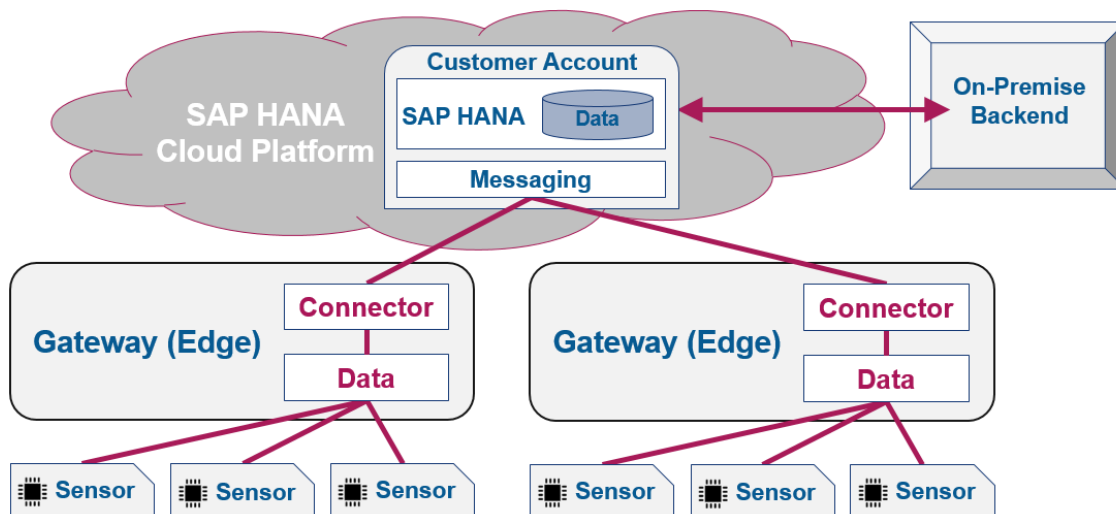 Customer Account
SAP HANA
Cloud Platform
SAP HANA
Data
Messaging
On-Premise
Backend
Gateway (Edge)
Connector
Data
Gateway (Edge)
Connector
Data
Sensor
Sensor
Sensor
Sensor
Sensor
Sensor